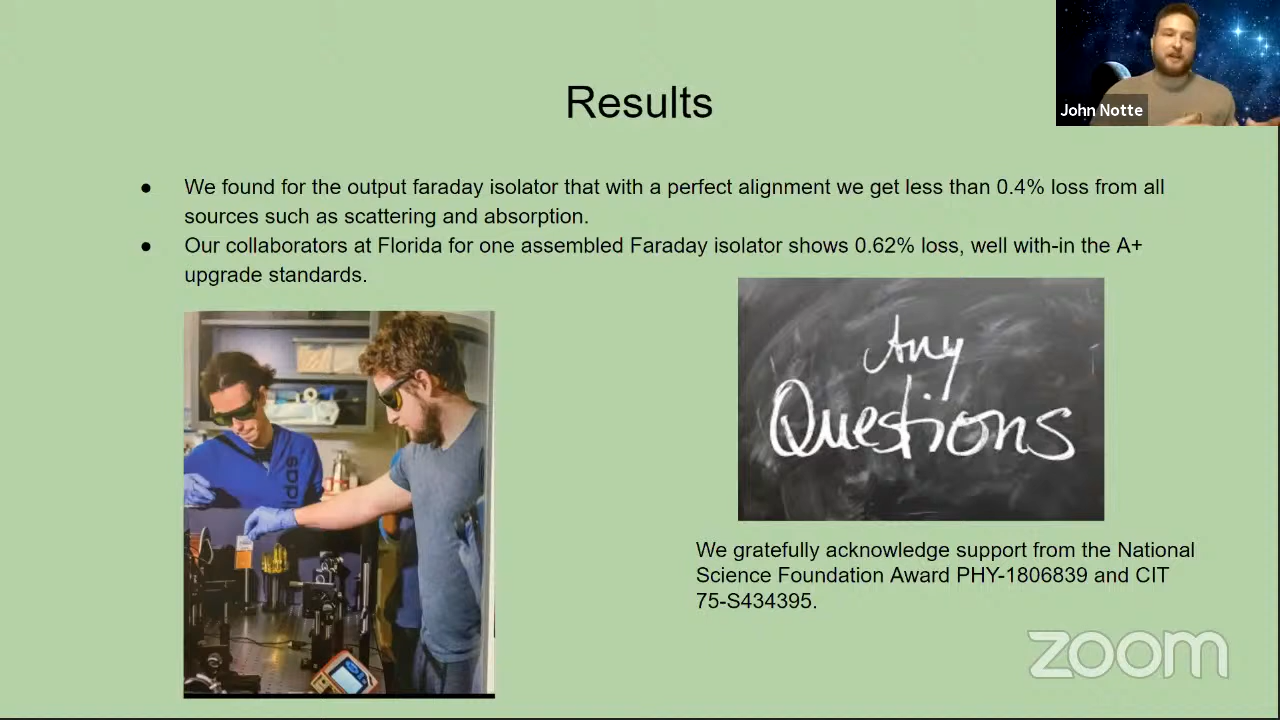 John Notte
Results
● We found for the output faraday isolator that with a perfect alignment we get less than 0.4% loss from all
sources such as scattering and absorption.
● Our collaborators at Florida for one assembled Faraday isolator shows 0.62% loss, well with-in the A+
upgrade standards.
Any
Questions
didas
We gratefully acknowledge support from the National
Science Foundation Award PHY-1806839 and CIT
75-S434395.
zoom